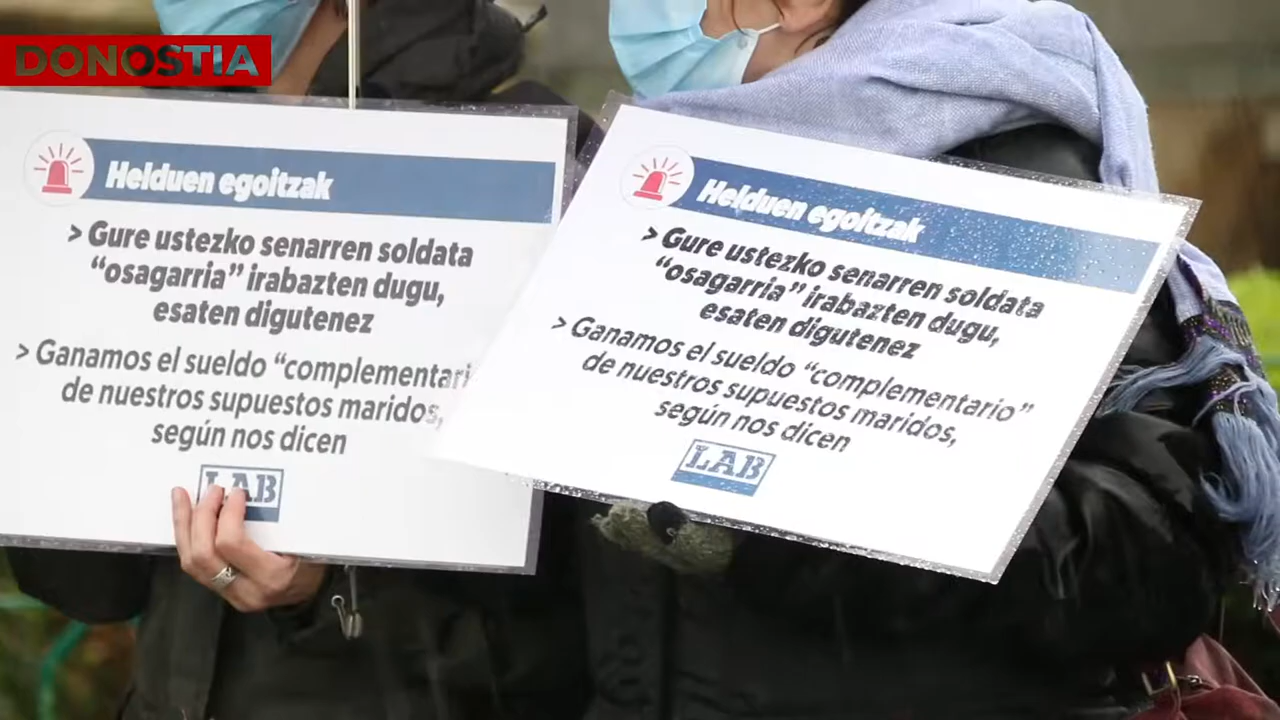 DONOSTIA
Helduen egoitzak
> Gure ustezko senarren soldata
"osagarria" irabazten dugu,
esaten digutenez
> Ganamos el sueldo "complementari
de nuestros supuestos maridos,
según nos dicen
LAB
Helduen egoitzak
> Gure ustezko senarren soldata
"osagarria" irabazten dugu,
esaten digutenez
> Ganamos el sueldo "complementario"
de nuestros supuestos maridos,
según nos dicen
LAB